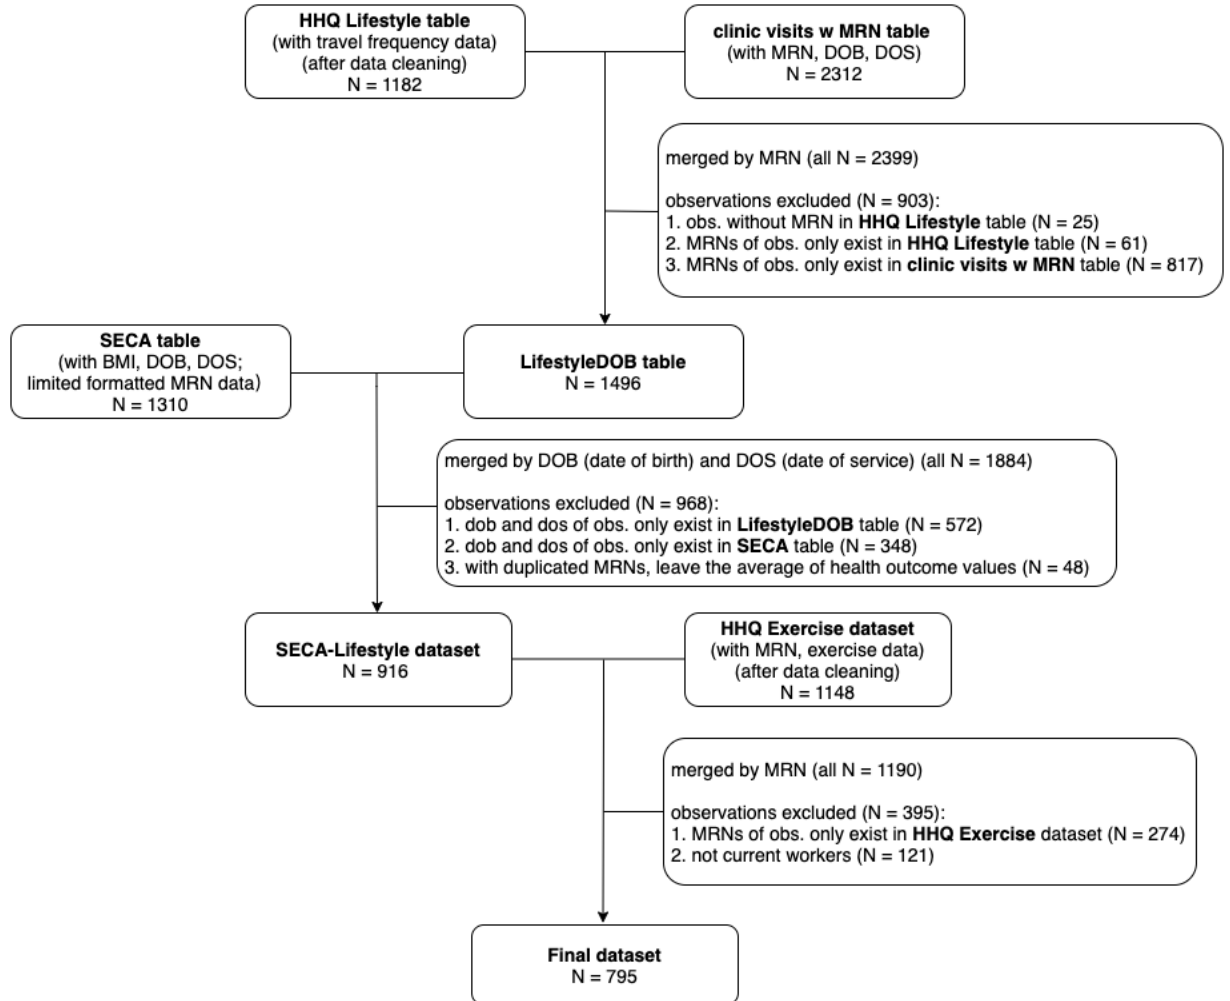 HHQ Lifestyle table
(with travel frequency data)
(after data cleaning)
N = 1182
clinic visits w MRN table
(with MRN, DOB, DOS)
N = 2312
merged by MRN (all N = 2399)
observations excluded (N = 903):
1. obs. without MRN in HHQ Lifestyle table (N = 25)
2. MRNs of obs. only exist in HHQ Lifestyle table (N = 61)
3. MRNs of obs. only exist in clinic visits w MRN table (N = 817)
SECA table
(with BMI, DOB, DOS;
limited formatted MRN data)
N = 1310
LifestyleDOB table
N = 1496
merged by DOB (date of birth) and DOS (date of service) (all N = 1884)
observations excluded (N = 968):
1. dob and dos of obs. only exist in LifestyleDOB table (N = 572)
2. dob and dos of obs. only exist in SECA table (N = 348)
3. with duplicated MRNs, leave the average of health outcome values (N = 48)
SECA-Lifestyle dataset
N = 916
HHQ Exercise dataset
(with MRN, exercise data)
(after data cleaning)
N = 1148
merged by MRN (all N = 1190)
observations excluded (N = 395):
1. MRNs of obs. only exist in HHQ Exercise dataset (N = 274)
2. not current workers (N = 121)
Final dataset
N = 795